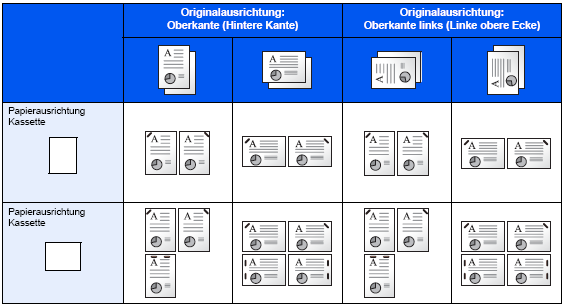 Originalausrichtung:
Oberkante (Hintere Kante)
Originalausrichtung:
Oberkante links (Linke obere Ecke)
A
A
A
A
Papierausrichtung
Kassette
A A
A A
A A
A A
Papierausrichtung
Kassette
A A
A A
A A
A A
A
A A
A
A A